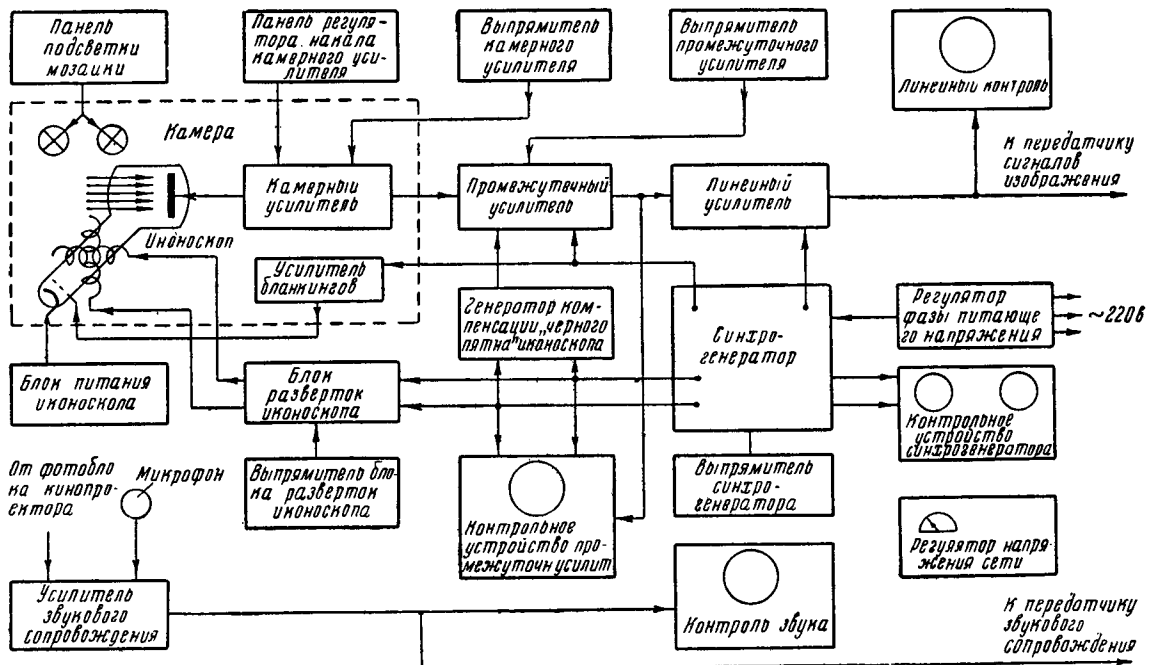 Панель
подсветки
мозаики
Панель регуля-
тора накала
камерного уси-
лителя
Выпрямитель
камерного
усилителя
Выпрямитель
промежуточного
усилителя
Линейный контроль
Камера
К передатчику
сигналов
изображения
Камерный
усилитель
Промежуточный
усилитель
Линейный
усилитель
Иконоскоп
Усилитель
бланкингов
Генератор ком-
пенсации „черного
пятна" иконоскопа
Синхро-
генератор
Регулятор
фазы питающе
го напряжения
~220в
Блок питания
иконоскопа
Блок
разверток
иконоскопа
Контрольное
устройство
синхрогенератора
От фотобло
ка кинопро-
ектора
Микрофон
Выпрямитель бло-
ка разверток
иконоскопа
Контрольное
устройство про-
межуточн усилит
Выпрямитель
синхро-
генератора
Регулятор напря-
жения сети
Усилитель
звукового
сопровождения
Контроль звука
К передатчику
звукового
сопровождения